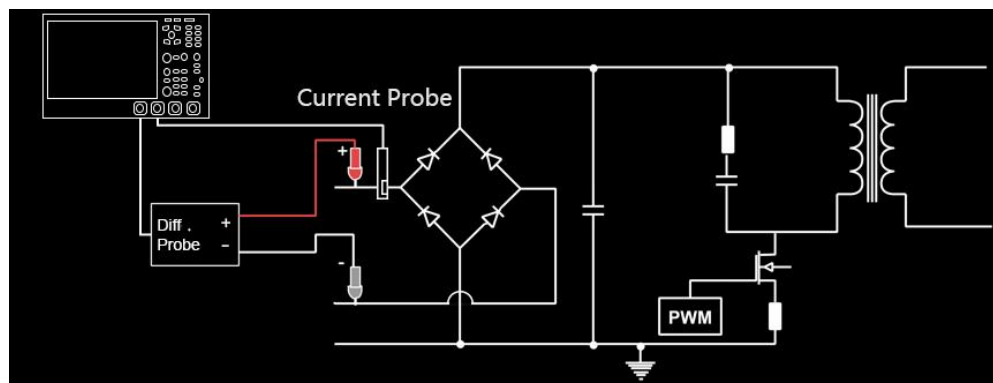 Current Probe
+
Diff . +
Probe -
-
PWM